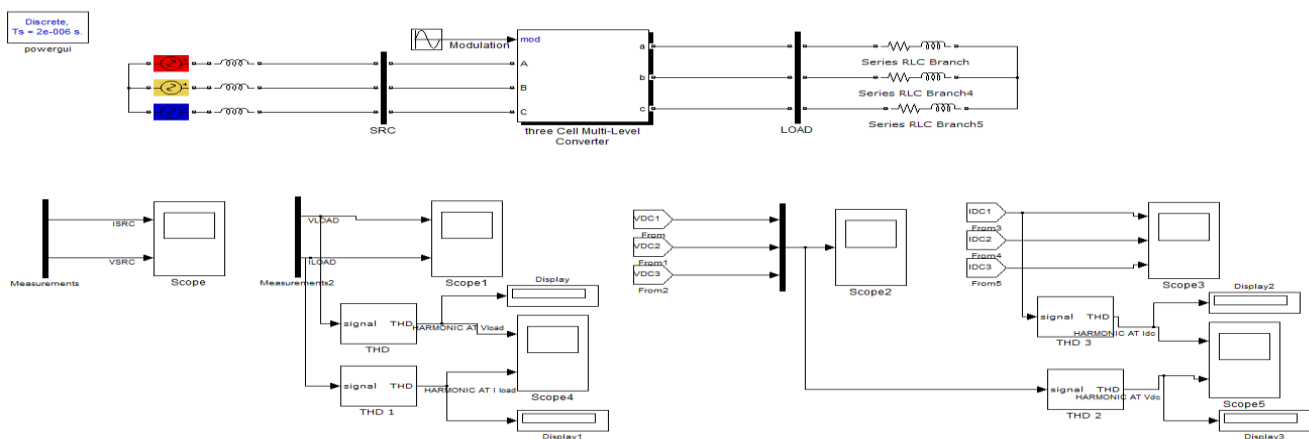 Discrete,
Ts = 2e-006 s.
powergui
Modulation
mod
A
B
C
a
b
c
three Cell Multi-Level
Converter
SRC
LOAD
Series RLC Branch
Series RLC Branch4
Series RLC Branch5
Measurements
ISRC
VSRC
Scope
Measurements2
VLOAD
ILOAD
Scope1
Display
signal THD
THD
HARMONIC AT Vload
signal THD
THD 1
HARMONIC AT I load
Scope4
Display1
VDC1
From
VDC2
From1
VDC3
From2
Scope2
IDC1
From3
IDC2
From4
IDC3
From5
Scope3
Display2
signal THD
THD 3
HARMONIC AT Idc
signal THD
THD 2
HARMONIC AT Vdc
Scope5
Display3